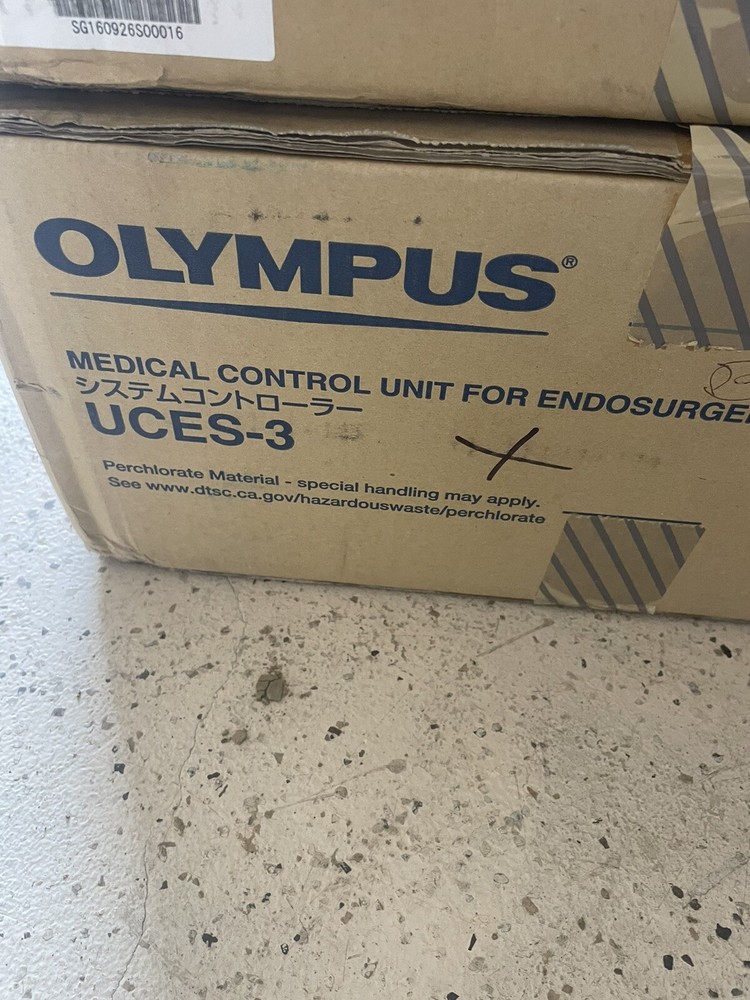 SG160926S00016
OLYMPUS®
MEDICAL CONTROL UNIT FOR ENDOSURGE
システムコントローラー
UCES-3
Perchlorate Material - special handling may apply.
See www.dtsc.ca.gov/hazardouswaste/perchlorate